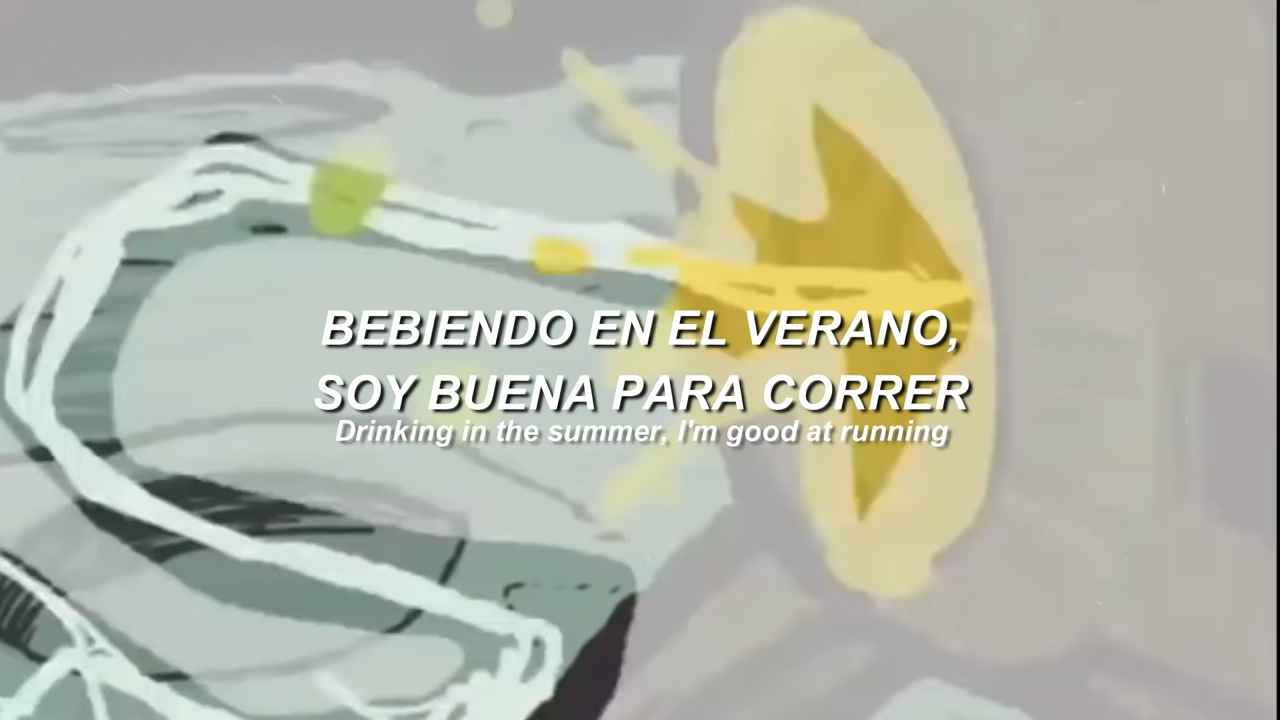 BEBIENDO EN EL VERANO,
SOY BUENA PARA CORRER
Drinking in the summer, I'm good at running